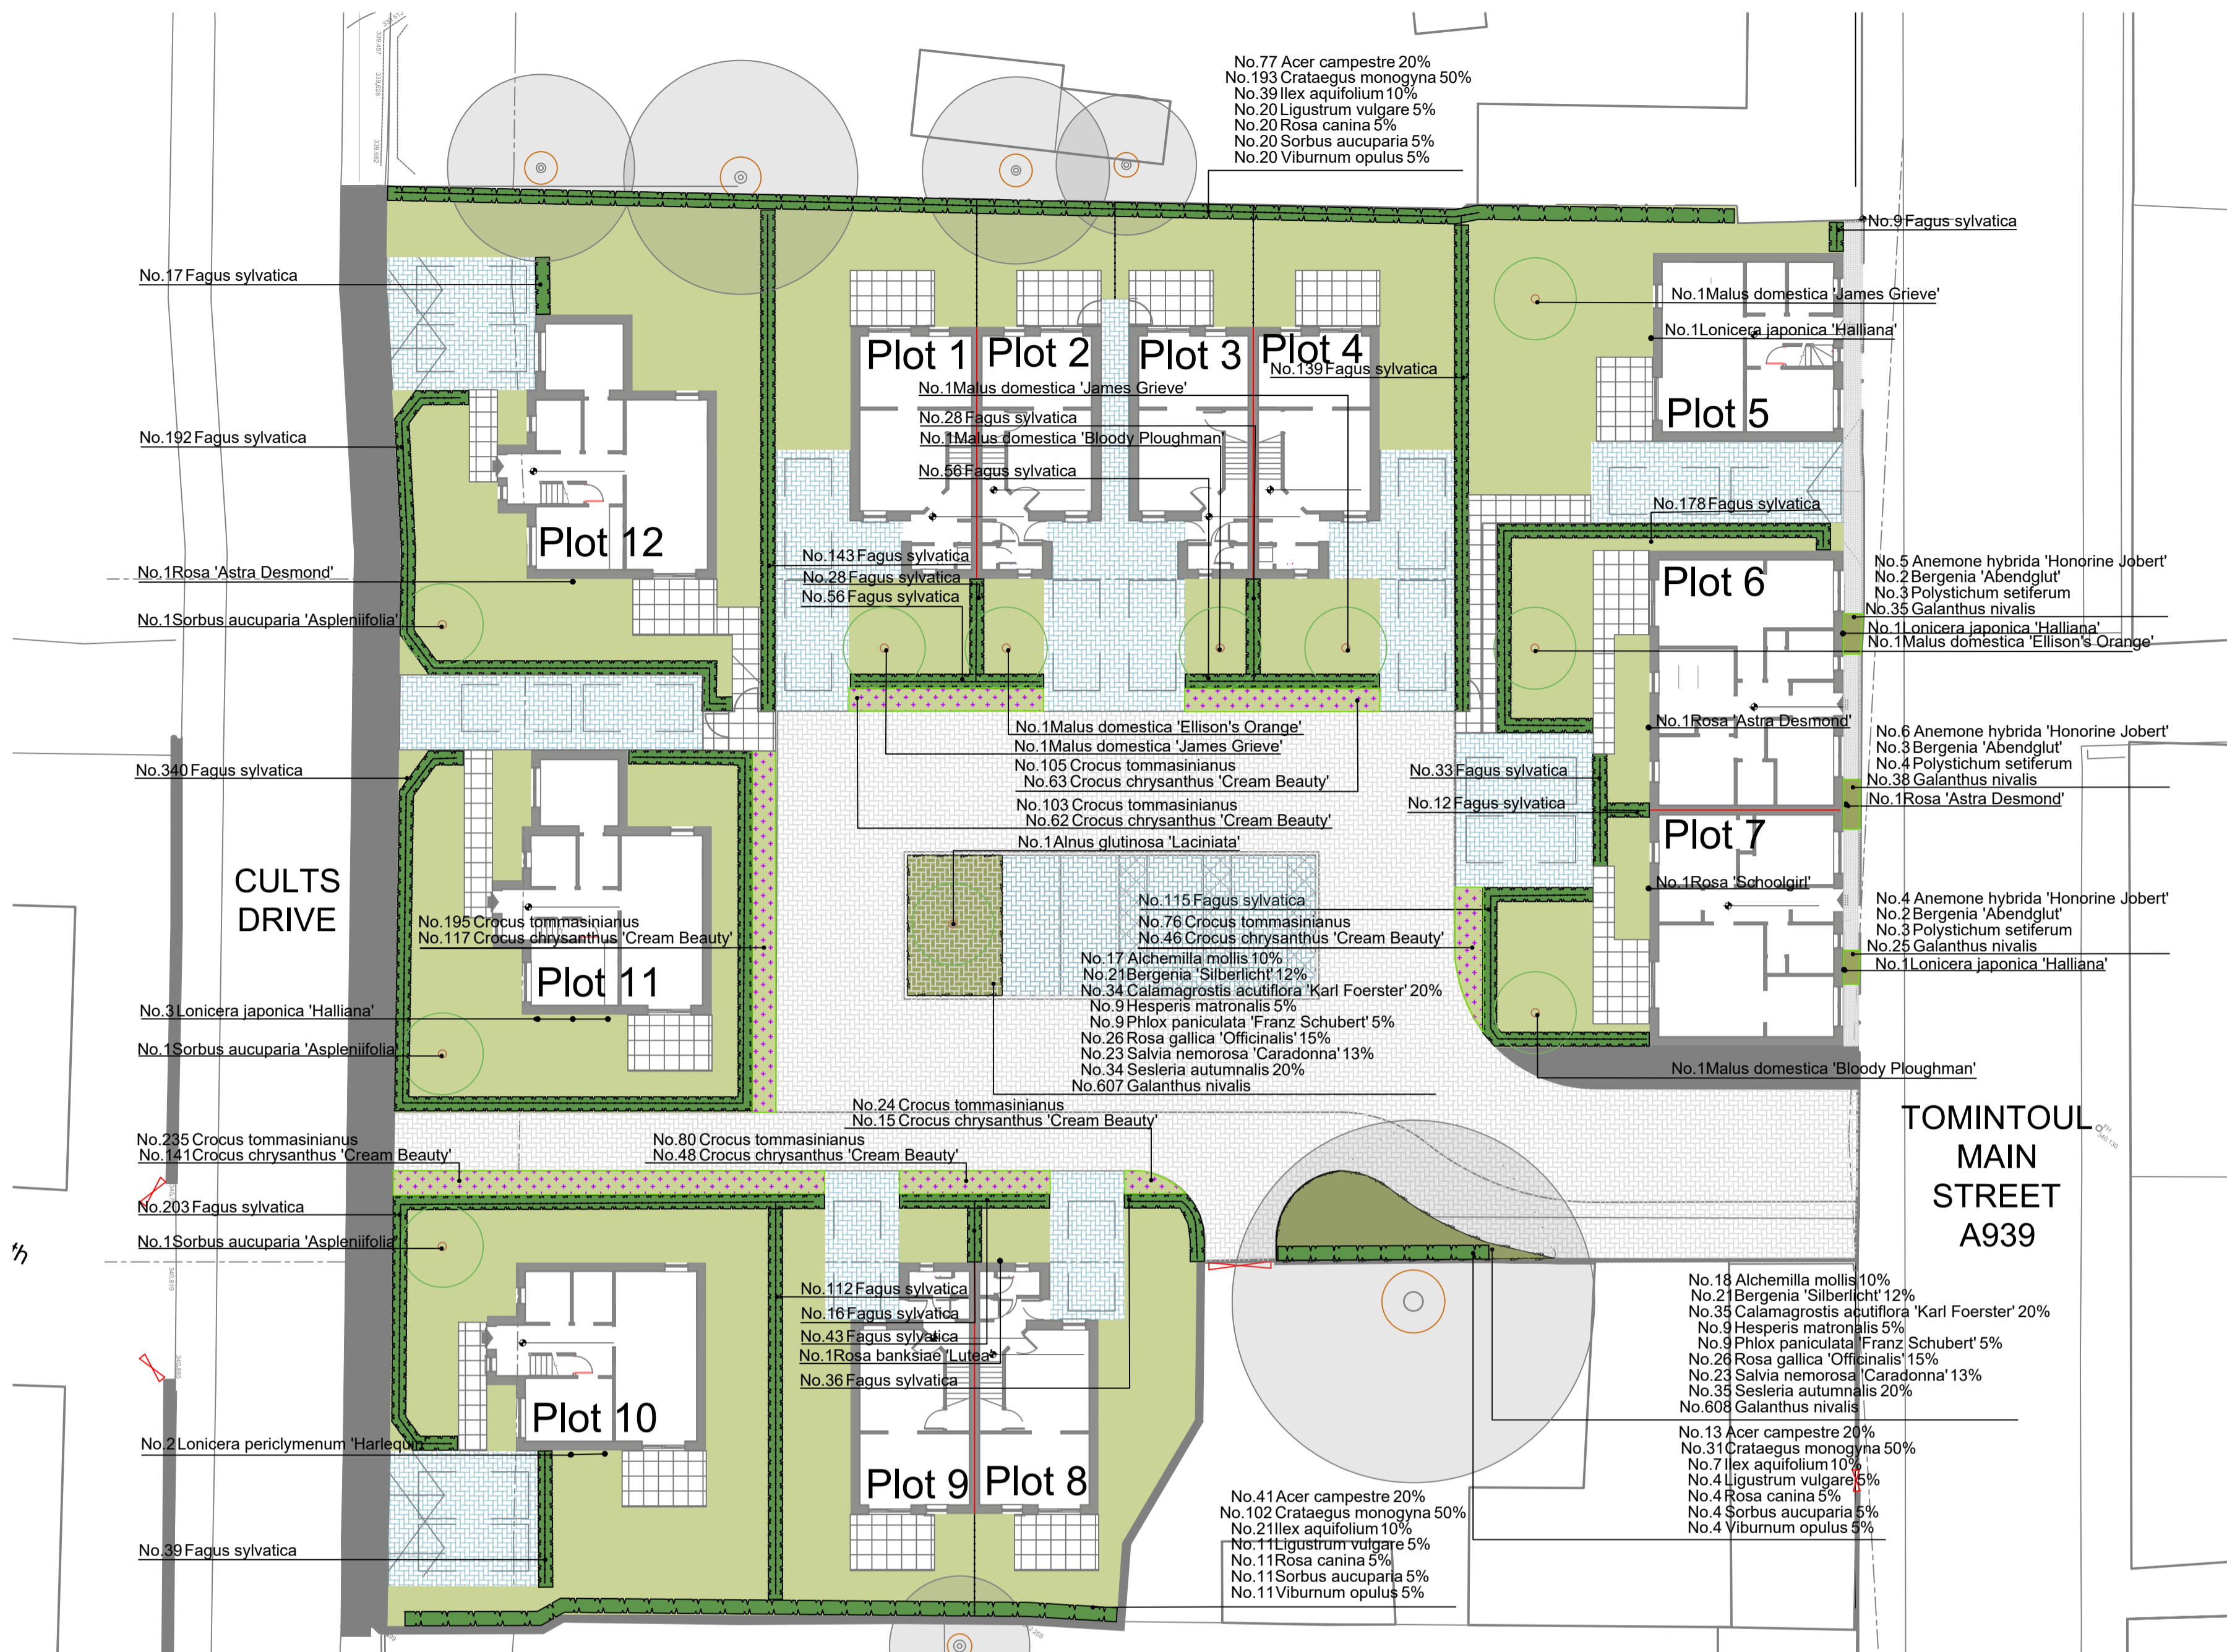 No.77 Acer campestre 20%
No.193 Crataegus monogyna 50%
No.39 Ilex aquifolium 10%
No.20 Ligustrum vulgare 5%
No.20 Rosa canina 5%
No.20 Sorbus aucuparia 5%
No.20 Viburnum opulus 5%
No.9 Fagus sylvatica
No.17 Fagus sylvatica
No.1 Malus domestica 'James Grieve'
No.1 Lonicera japonica 'Halliana'
Plot 1
Plot 2
Plot 3
Plot 4
No.139 Fagus sylvatica
No.1 Malus domestica 'James Grieve'
No.28 Fagus sylvatica
No.1 Malus domestica 'Bloody Ploughman'
No.56 Fagus sylvatica
Plot 5
No.192 Fagus sylvatica
Plot 12
No.178 Fagus sylvatica
No.143 Fagus sylvatica
No.28 Fagus sylvatica
No.56 Fagus sylvatica
No.1 Rosa 'Astra Desmond'
No.1 Sorbus aucuparia 'Aspleniifolia'
Plot 6
No.5 Anemone hybrida 'Honorine Jobert'
No.2 Bergenia 'Abendglut'
No.3 Polystichum setiferum
No.35 Galanthus nivalis
No.1 Lonicera japonica 'Halliana'
No.1 Malus domestica 'Ellison's Orange'
No.1 Rosa 'Astra Desmond'
No.1 Malus domestica 'Ellison's Orange'
No.1 Malus domestica 'James Grieve'
No.105 Crocus tommasinianus
No.63 Crocus chrysanthus 'Cream Beauty'
No.103 Crocus tommasinianus
No.62 Crocus chrysanthus 'Cream Beauty'
No.1 Alnus glutinosa 'Laciniata'
No.6 Anemone hybrida 'Honorine Jobert'
No.3 Bergenia 'Abendglut'
No.4 Polystichum setiferum
No.38 Galanthus nivalis
No.1 Rosa 'Astra Desmond'
No.340 Fagus sylvatica
No.33 Fagus sylvatica
No.12 Fagus sylvatica
Plot 7
No.1 Rosa 'Schoolgirl'
CULTS
DRIVE
No.195 Crocus tommasinianus
No.117 Crocus chrysanthus 'Cream Beauty'
Plot 11
No.115 Fagus sylvatica
No.76 Crocus tommasinianus
No.46 Crocus chrysanthus 'Cream Beauty'
No.17 Alchemilla mollis 10%
No.21 Bergenia 'Silberlicht' 12%
No.34 Calamagrostis acutiflora 'Karl Foerster' 20%
No.9 Hesperis matronalis 5%
No.9 Phlox paniculata 'Franz Schubert' 5%
No.26 Rosa gallica 'Officinalis' 15%
No.23 Salvia nemorosa 'Caradonna' 13%
No.34 Sesleria autumnalis 20%
No.607 Galanthus nivalis
No.4 Anemone hybrida 'Honorine Jobert'
No.2 Bergenia 'Abendglut'
No.3 Polystichum setiferum
No.25 Galanthus nivalis
No.1 Lonicera japonica 'Halliana'
No.3 Lonicera japonica 'Halliana'
No.1 Sorbus aucuparia 'Aspleniifolia'
No.1 Malus domestica 'Bloody Ploughman'
No.24 Crocus tommasinianus
No.15 Crocus chrysanthus 'Cream Beauty'
No.235 Crocus tommasinianus
No.141 Crocus chrysanthus 'Cream Beauty'
No.80 Crocus tommasinianus
No.48 Crocus chrysanthus 'Cream Beauty'
TOMINTOUL
MAIN
STREET
A939
No.203 Fagus sylvatica
No.1 Sorbus aucuparia 'Aspleniifolia'
No.112 Fagus sylvatica
No.16 Fagus sylvatica
No.43 Fagus sylvatica
No.1 Rosa banksiae 'Lutea'
No.36 Fagus sylvatica
Plot 10
Plot 9
Plot 8
No.2 Lonicera periclymenum 'Harlequin
No.39 Fagus sylvatica
No.18 Alchemilla mollis 10%
No.21 Bergenia 'Silberlicht' 12%
No.35 Calamagrostis acutiflora 'Karl Foerster' 20%
No.9 Hesperis matronalis 5%
No.9 Phlox paniculata 'Franz Schubert' 5%
No.26 Rosa gallica 'Officinalis' 15%
No.23 Salvia nemorosa 'Caradonna' 13%
No.35 Sesleria autumnalis 20%
No.608 Galanthus nivalis
No.13 Acer campestre 20%
No.31 Crataegus monogyna 50%
No.7 Ilex aquifolium 10%
No.4 Ligustrum vulgare 5%
No.4 Rosa canina 5%
No.4 Sorbus aucuparia 5%
No.4 Viburnum opulus 5%
No.41 Acer campestre 20%
No.102 Crataegus monogyna 50%
No.21 Ilex aquifolium 10%
No.11 Ligustrum vulgare 5%
No.11 Rosa canina 5%
No.11 Sorbus aucuparia 5%
No.11 Viburnum opulus 5%